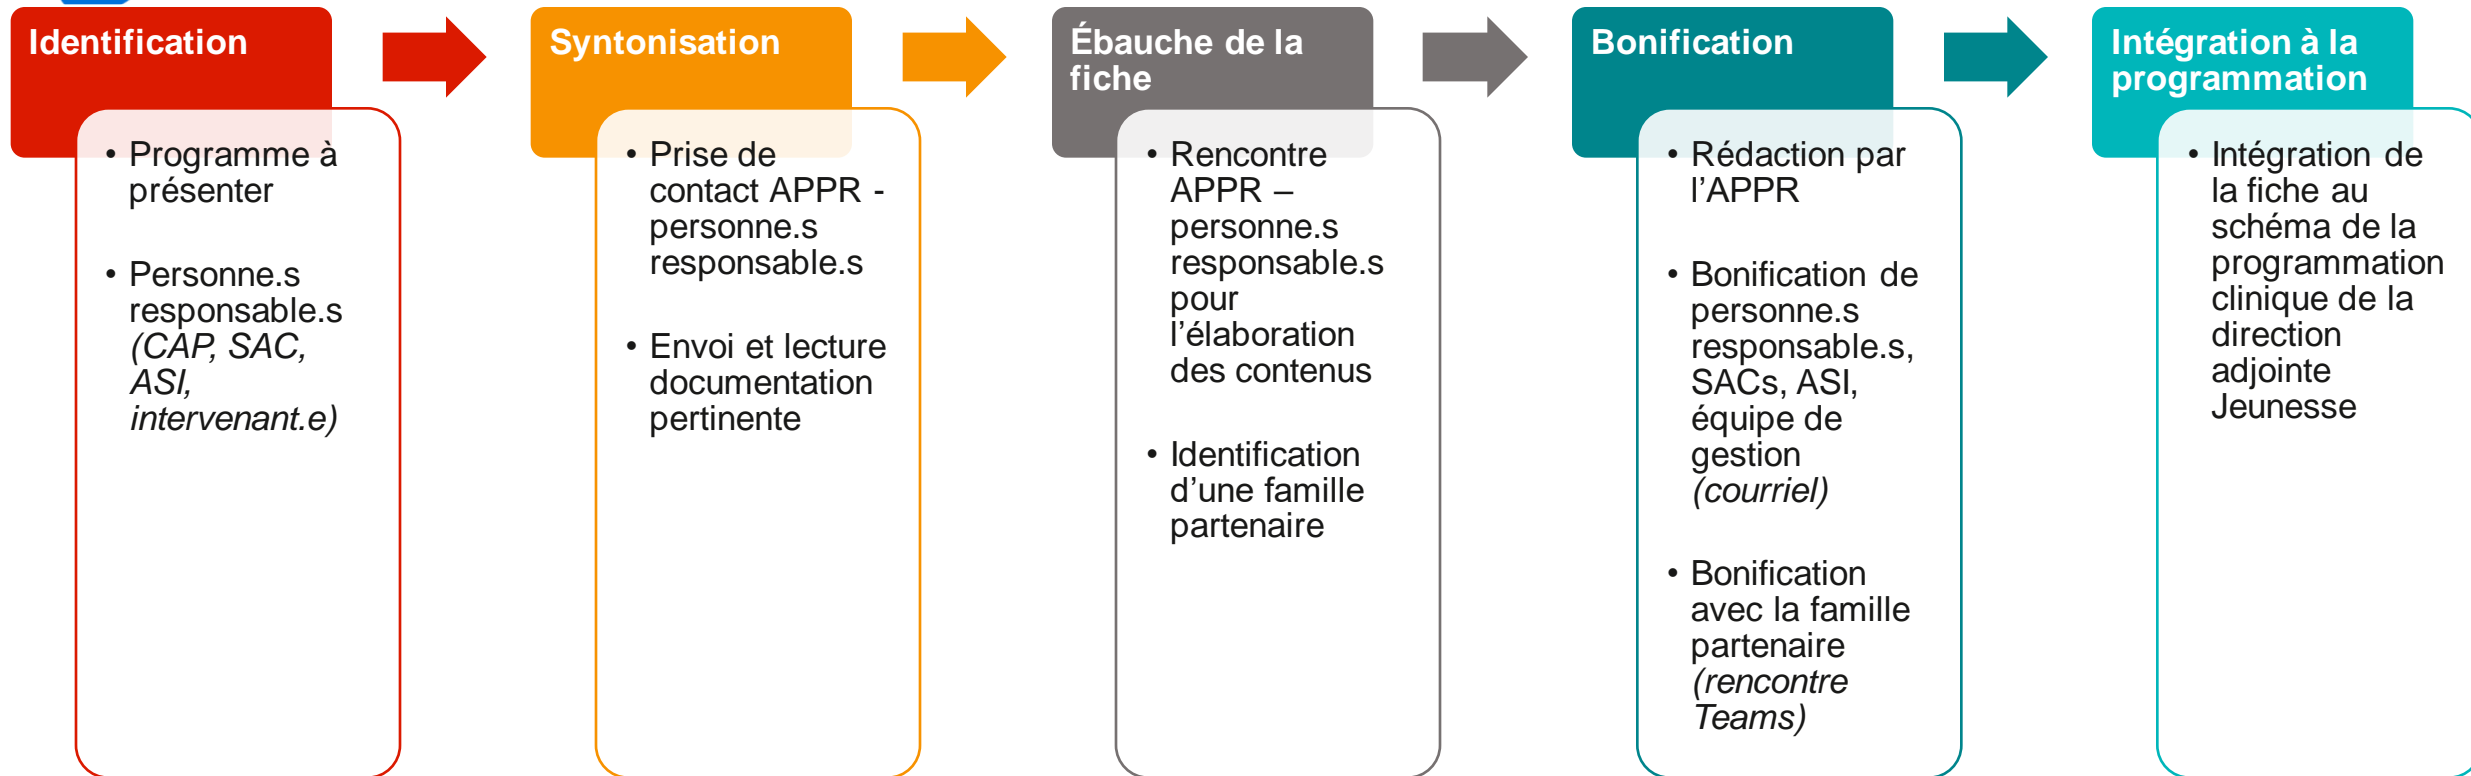 Identification
• Programme à
présenter
• Personne.s
responsable.s
(CAP, SAC,
ASI,
intervenant.e)
Syntonisation
• Prise de
contact APPR -
personne.s
responsable.s
• Envoi et lecture
documentation
pertinente
Ébauche de la
fiche
• Rencontre
APPR –
personne.s
responsable.s
pour
l’élaboration
des contenus
• Identification
d’une famille
partenaire
Bonification
• Rédaction par
l’APPR
• Bonification de
personne.s
responsable.s,
SACs, ASI,
équipe de
gestion
(courriel)
• Bonification
avec la famille
partenaire
(rencontre
Teams)
Intégration à la
programmation
• Intégration de
la fiche au
schéma de la
programmation
clinique de la
direction
adjointe
Jeunesse